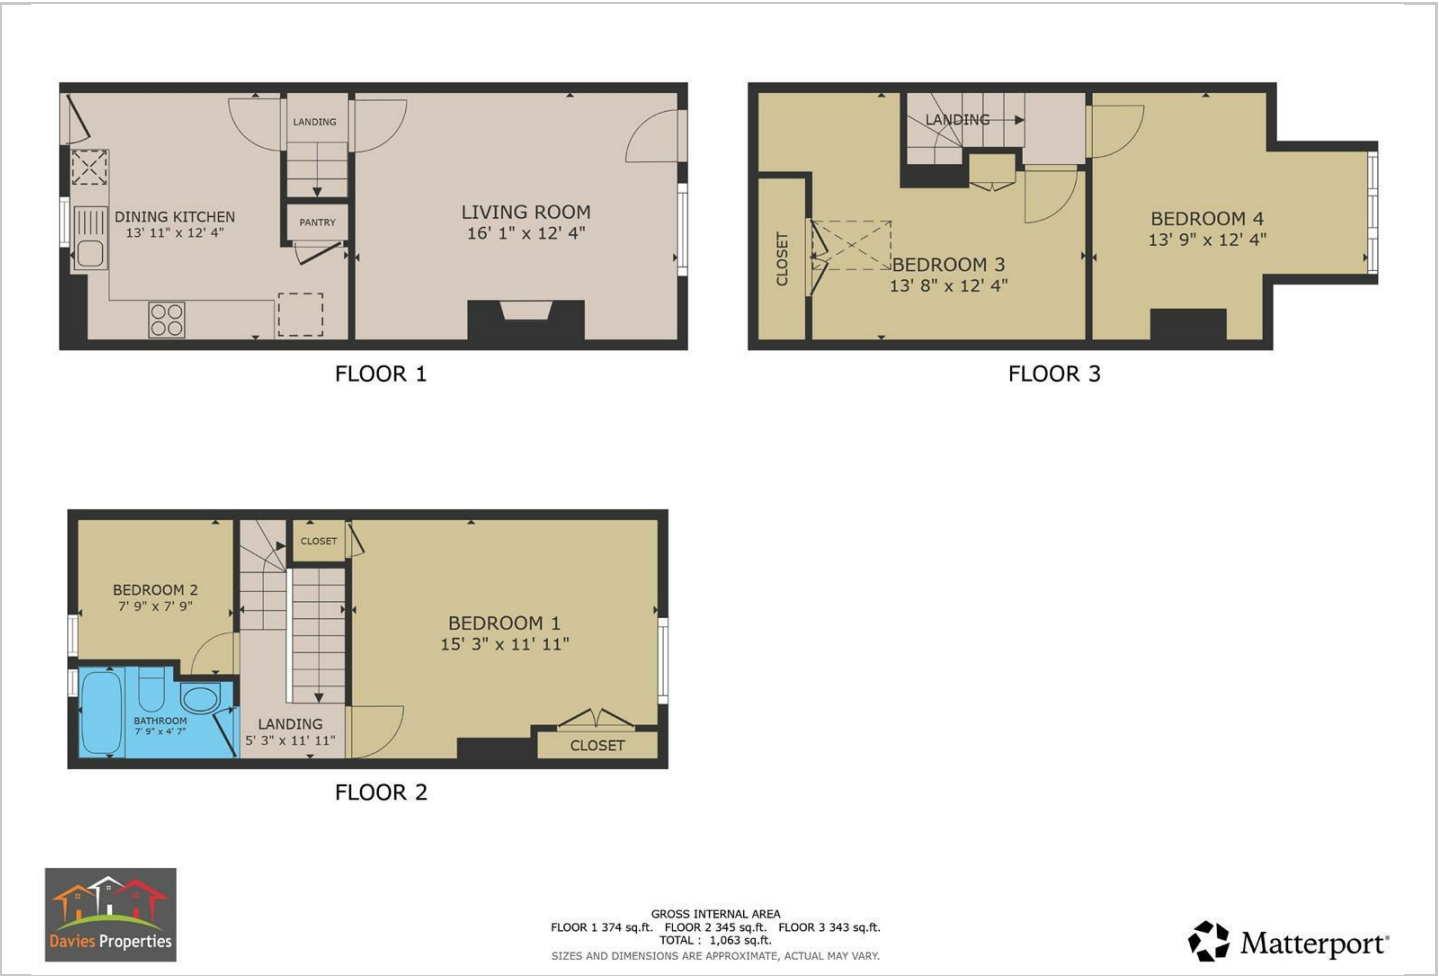 LANDING
DINING KITCHEN
13' 11" x 12' 4"
PANTRY
LIVING ROOM
16' 1" x 12' 4"
FLOOR 1
LANDING
CLOSET
BEDROOM 3
13' 8" x 12' 4"
BEDROOM 4
13' 9" x 12' 4"
FLOOR 3
CLOSET
BEDROOM 2
7' 9" x 7' 9"
BEDROOM 1
15' 3" x 11' 11"
BATHROOM
7' 9" x 4' 7"
LANDING
5' 3" x 11' 11"
CLOSET
FLOOR 2
Davies Properties
GROSS INTERNAL AREA
FLOOR 1 374 sq.ft. FLOOR 2 345 sq.ft. FLOOR 3 343 sq.ft.
TOTAL : 1,063 sq.ft.
SIZES AND DIMENSIONS ARE APPROXIMATE, ACTUAL MAY VARY.
Matterport®